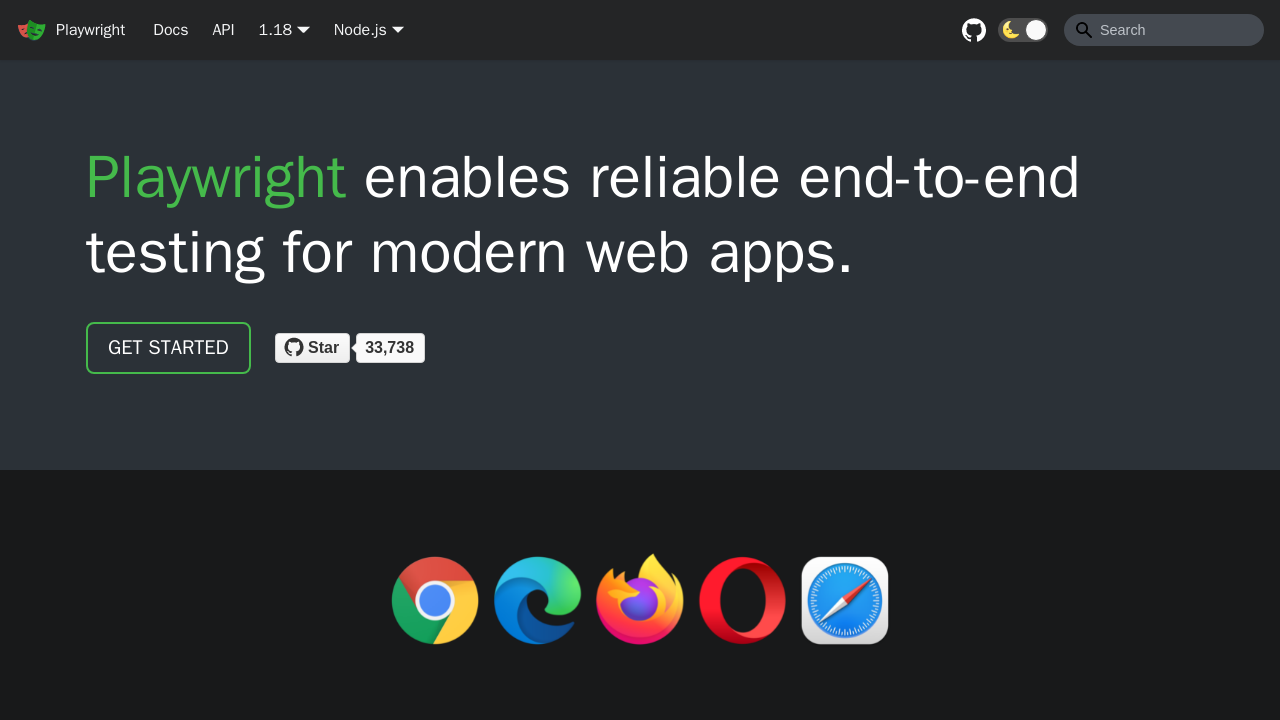 Playwright
Docs
API
1.18
Node.js
Search
Playwright enables reliable end-to-end
testing for modern web apps.
GET STARTED
Star
33,738